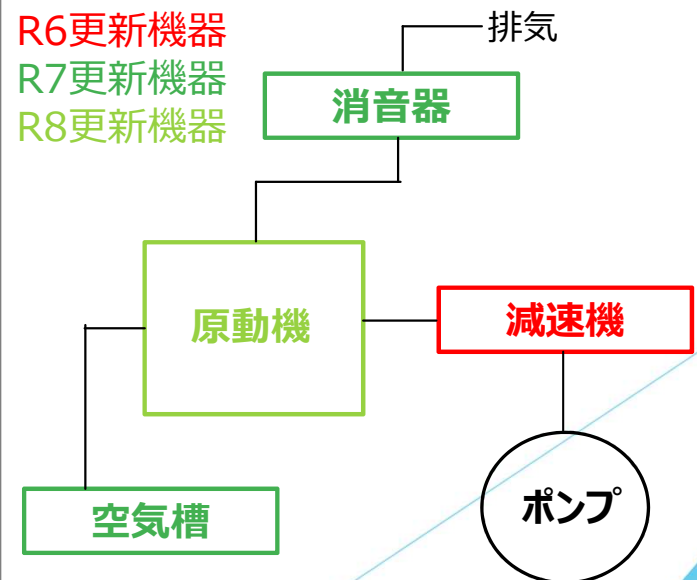 R6更新機器
R7更新機器
R8更新機器
排気
消音器
原動機
減速機
空気槽
ポンプ